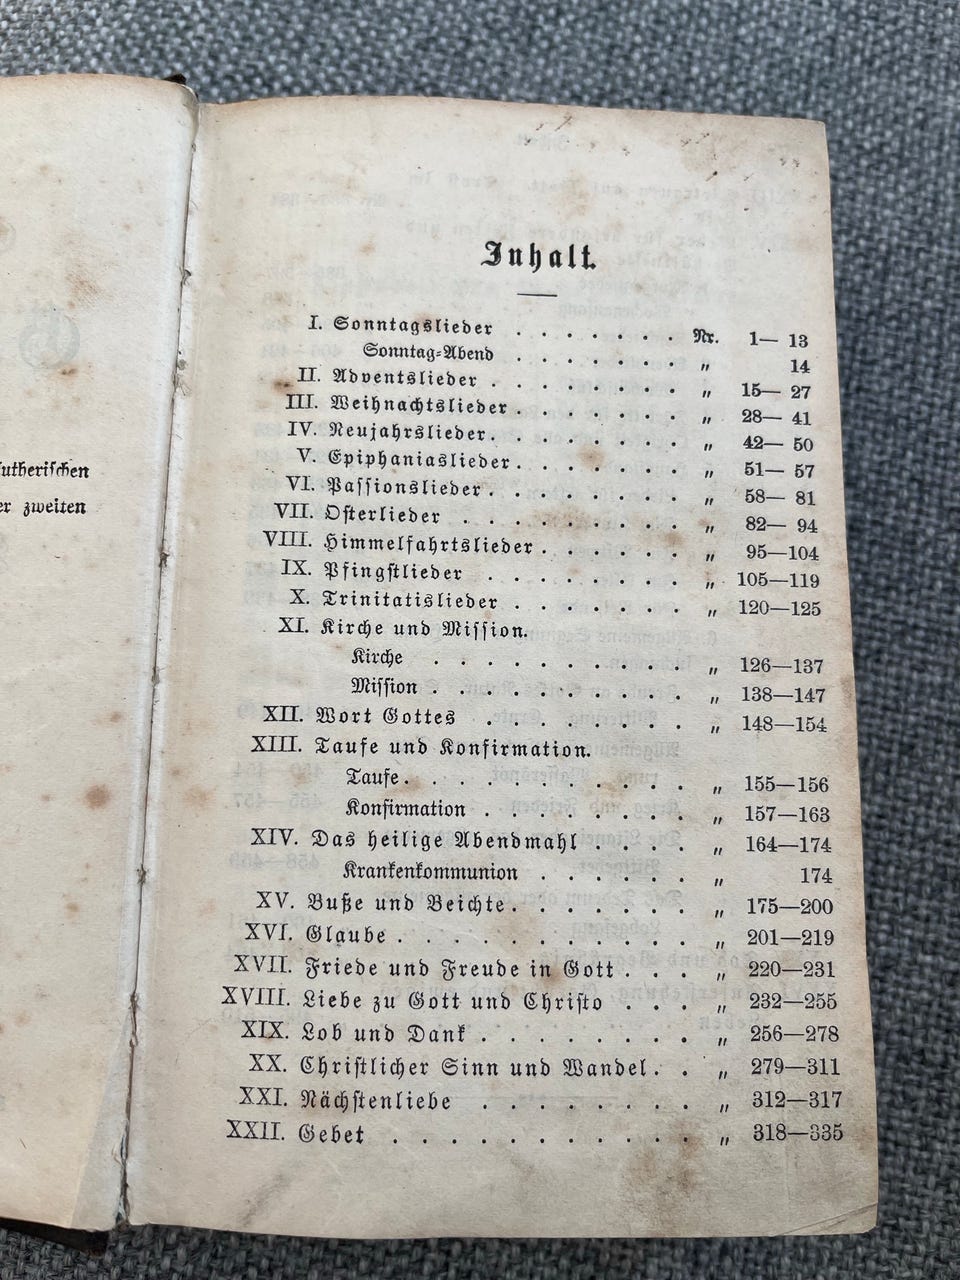 lutherischen
er zweiten
Inhalt.
I. Sonntagslieder . . . . . . . Nr. 1— 13
Sonntag-Abend . . . . . . . „ 14
II. Adventslieder . . . . . . . . „ 15— 27
III. Weihnachtslieder . . . . . . . „ 28— 41
IV. Neujahrslieder . . . . . . . . „ 42— 50
V. Epiphaniaslieder . . . . . . . „ 51— 57
VI. Passionslieder . . . . . . . . „ 58— 81
VII. Osterlieder . . . . . . . . . „ 82— 94
VIII. Himmelfahrtslieder . . . . . . „ 95—104
IX. Pfingstlieder . . . . . . . . „ 105—119
X. Trinitatislieder . . . . . . . „ 120—125
XI. Kirche und Mission.
Kirche . . . . . . . . . . „ 126—137
Mission . . . . . . . . . . „ 138—147
XII. Wort Gottes . . . . . . . . „ 148—154
XIII. Taufe und Konfirmation.
Taufe . . . . . . . . . . . „ 155—156
Konfirmation . . . . . . . . „ 157—163
XIV. Das heilige Abendmahl . . . . „ 164—174
Krankenkommunion . . . . . . „ 174
XV. Buße und Beichte . . . . . . . „ 175—200
XVI. Glaube . . . . . . . . . . . „ 201—219
XVII. Friede und Freude in Gott . . . „ 220—231
XVIII. Liebe zu Gott und Christo . . . „ 232—255
XIX. Lob und Dank . . . . . . . . „ 256—278
XX. Christlicher Sinn und Wandel . . „ 279—311
XXI. Nächstenliebe . . . . . . . . „ 312—317
XXII. Gebet . . . . . . . . . . . „ 318—335